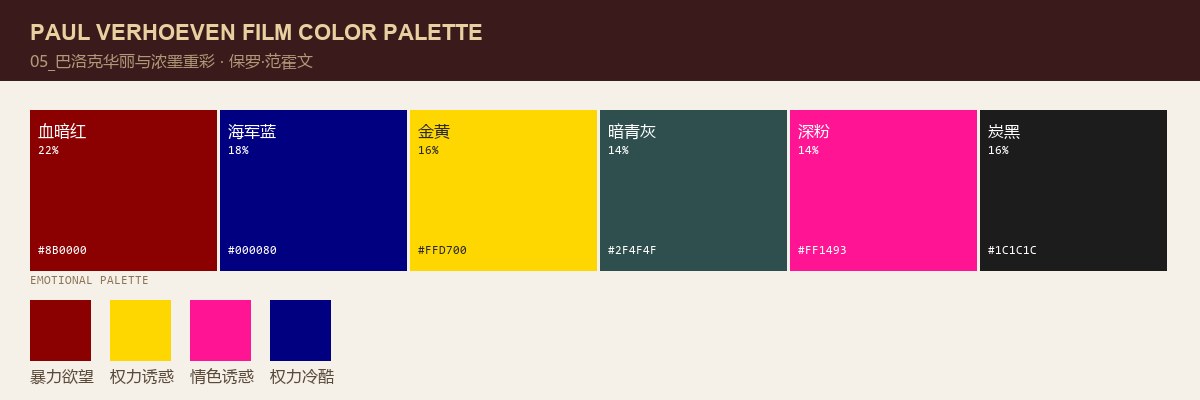 PAUL VERHOEVEN FILM COLOR PALETTE
05_巴洛克华丽与浓墨重彩 · 保罗·范霍文
血暗红 海军蓝 金黄 暗青灰 深粉 炭黑
22% 18% 16% 14% 14% 16%
#8B0000 #000080 #FFD700 #2F4F4F #FF1493 #1C1C1C
EMOTIONAL PALETTE
暴力欲望 权力诱惑 情色诱惑 权力冷酷